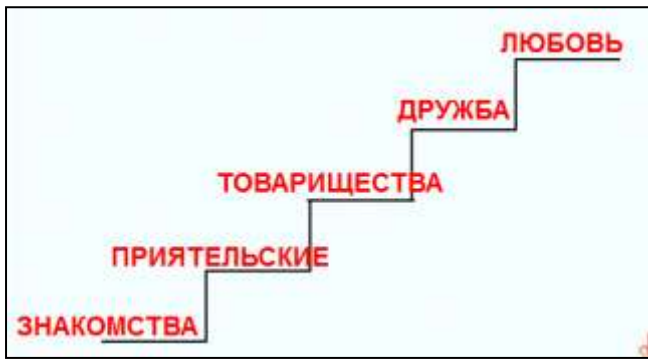 ЛЮБОВЬ
ДРУЖБА
ТОВАРИЩЕСТВА
ПРИЯТЕЛЬСКИЕ
ЗНАКОМСТВА